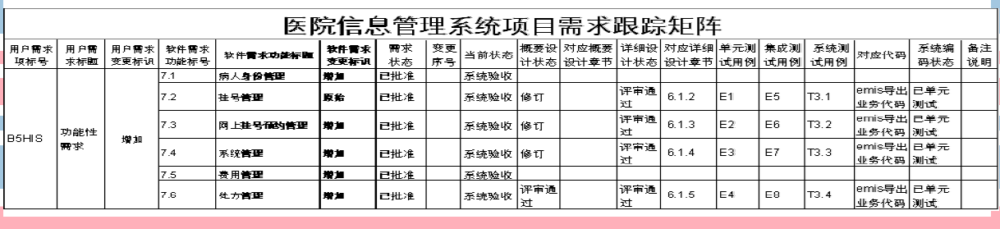 医院信息管理系统项目需求跟踪矩阵
用户需求项标号 用户需求标题 用户需求变更标识 软件需求功能标号 软件需求功能标题 软件需求变更标识 需求状态 变更序号 当前状态 概要设计状态 对应概要设计章节 详细设计状态 对应详细设计章节 单元测试用例 集成测试用例 系统测试用例 对应代码 系统编码状态 备注说明
B5HIS 功能性需求 增加
7.1 病人身份管理 增加 已批准 系统验收
7.2 挂号管理 原始 已批准 系统验收 修订 评审通过 6.1.2 E1 E5 T3.1 emis导出业务代码 已单元测试
7.3 网上挂号预约管理 增加 已批准 系统验收 修订 评审通过 6.1.3 E2 E6 T3.2 emis导出业务代码 已单元测试
7.4 系统管理 增加 已批准 系统验收 修订 评审通过 6.1.4 E3 E7 T3.3 emis导出业务代码 已单元测试
7.5 费用管理 增加 已批准 系统验收
7.6 处方管理 增加 已批准 系统验收 评审通过 评审通过 6.1.5 E4 E8 T3.4 emis导出业务代码 已单元测试